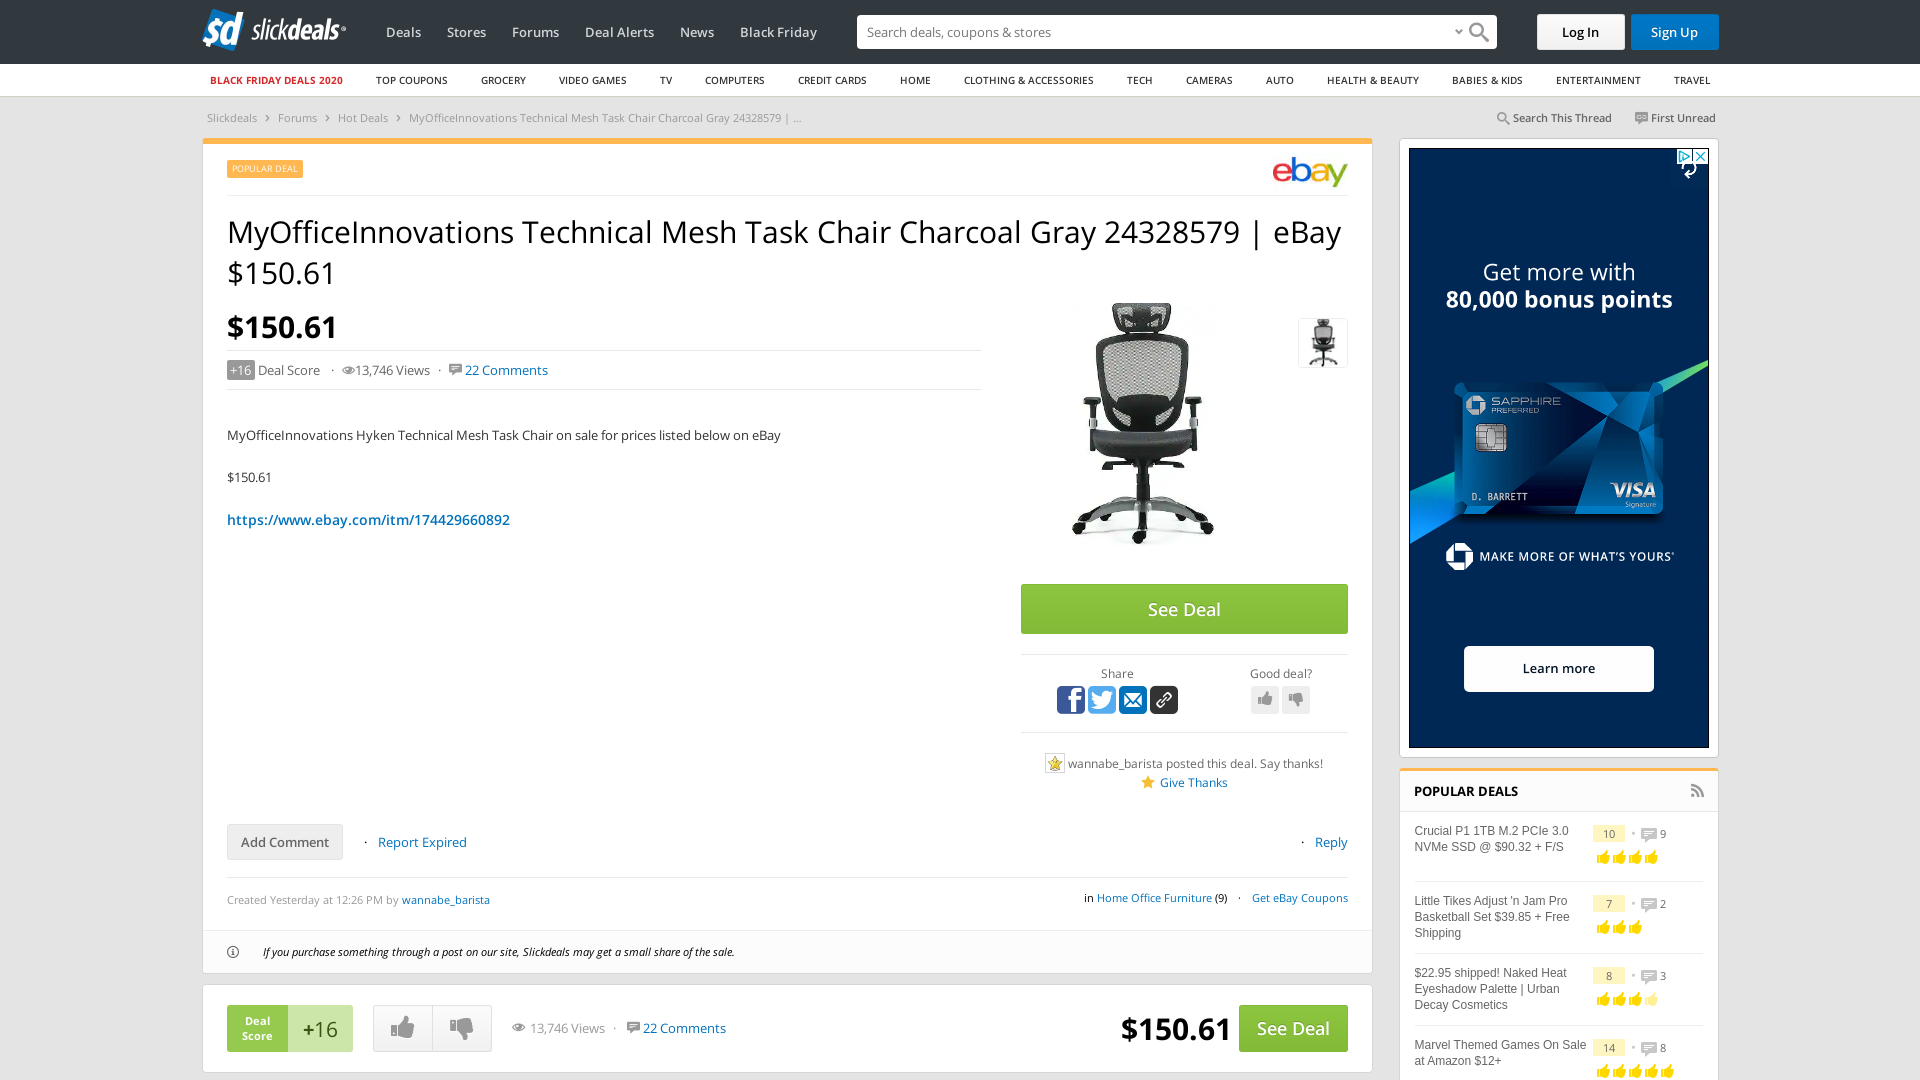 sd slickdeals
Deals
Stores
Forums
Deal Alerts
News
Black Friday
Search deals, coupons & stores
Log In
Sign Up
BLACK FRIDAY DEALS 2020
TOP COUPONS
GROCERY
VIDEO GAMES
TV
COMPUTERS
CREDIT CARDS
HOME
CLOTHING & ACCESSORIES
TECH
CAMERAS
AUTO
HEALTH & BEAUTY
BABIES & KIDS
ENTERTAINMENT
TRAVEL
Slickdeals › Forums › Hot Deals › MyOfficeInnovations Technical Mesh Task Chair Charcoal Gray 24328579 | ...
Search This Thread
First Unread
POPULAR DEAL
ebay
MyOfficeInnovations Technical Mesh Task Chair Charcoal Gray 24328579 | eBay
$150.61
$150.61
+16 Deal Score · 13,746 Views · 22 Comments
MyOfficeInnovations Hyken Technical Mesh Task Chair on sale for prices listed below on eBay
$150.61
https://www.ebay.com/itm/174429660892
See Deal
Share
Good deal?
wannabe_barista posted this deal. Say thanks!
Give Thanks
Add Comment
· Report Expired
· Reply
Created Yesterday at 12:26 PM by wannabe_barista
in Home Office Furniture (9) · Get eBay Coupons
If you purchase something through a post on our site, Slickdeals may get a small share of the sale.
Deal
Score
+16
13,746 Views · 22 Comments
$150.61
See Deal
Get more with
80,000 bonus points
SAPPHIRE
PREFERRED
D. BARRETT
VISA
Signature
MAKE MORE OF WHAT'S YOURS®
Learn more
POPULAR DEALS
Crucial P1 1TB M.2 PCIe 3.0
NVMe SSD @ $90.32 + F/S
10 • 9
Little Tikes Adjust 'n Jam Pro
Basketball Set $39.85 + Free
Shipping
7 • 2
$22.95 shipped! Naked Heat
Eyeshadow Palette | Urban
Decay Cosmetics
8 • 3
Marvel Themed Games On Sale
at Amazon $12+
14 • 8